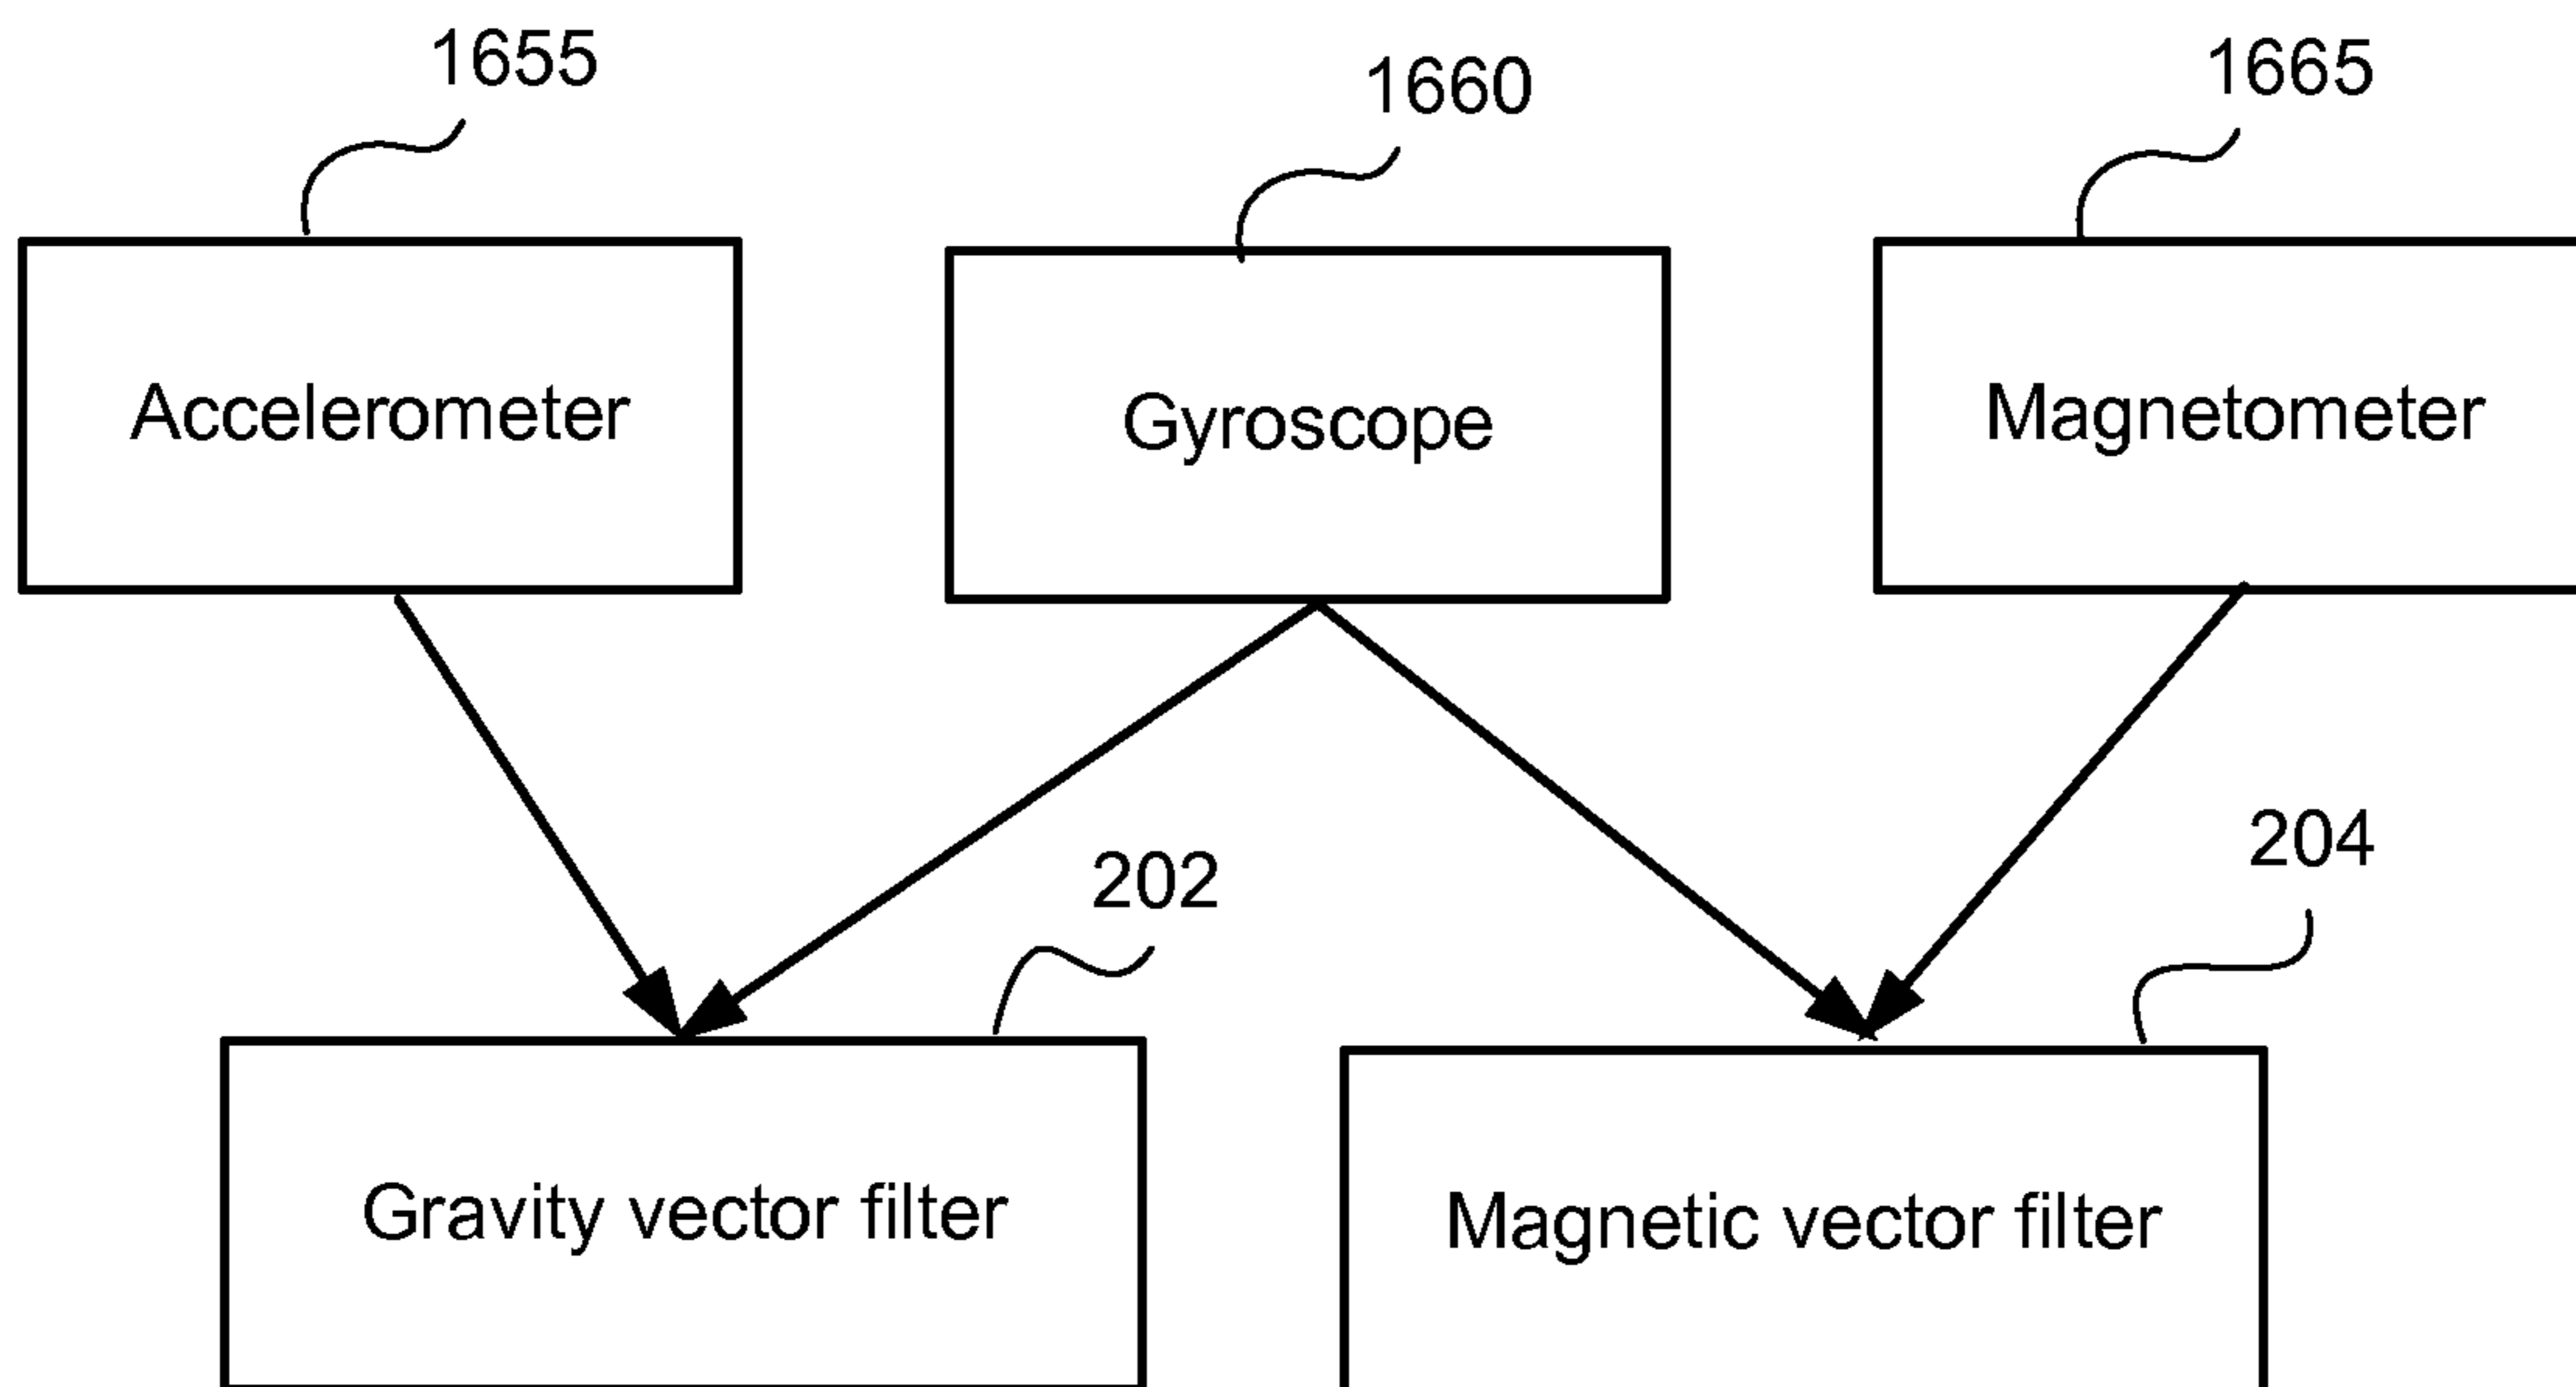 1655
1660
1665
Accelerometer
Gyroscope
Magnetometer
202
204
Gravity vector filter
Magnetic vector filter